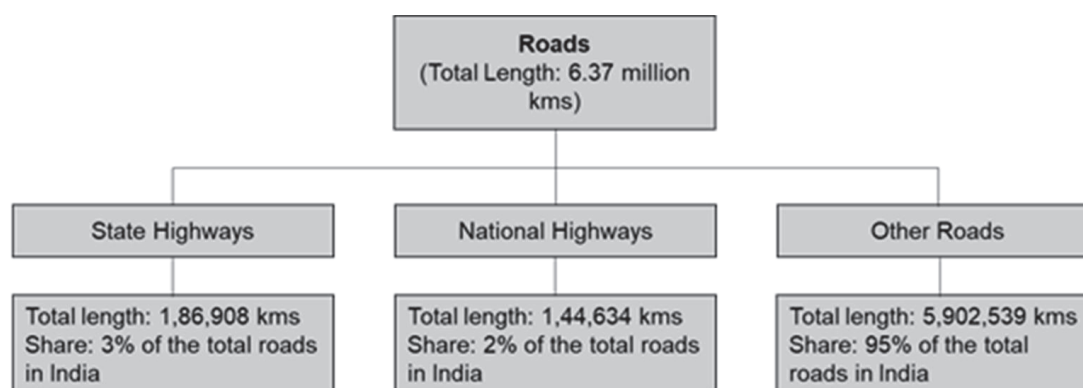 Roads
(Total Length: 6.37 million
kms)
State Highways
National Highways
Other Roads
Total length: 1,86,908 kms
Share: 3% of the total roads
in India
Total length: 1,44,634 kms
Share: 2% of the total roads
in India
Total length: 5,902,539 kms
Share: 95% of the total
roads in India